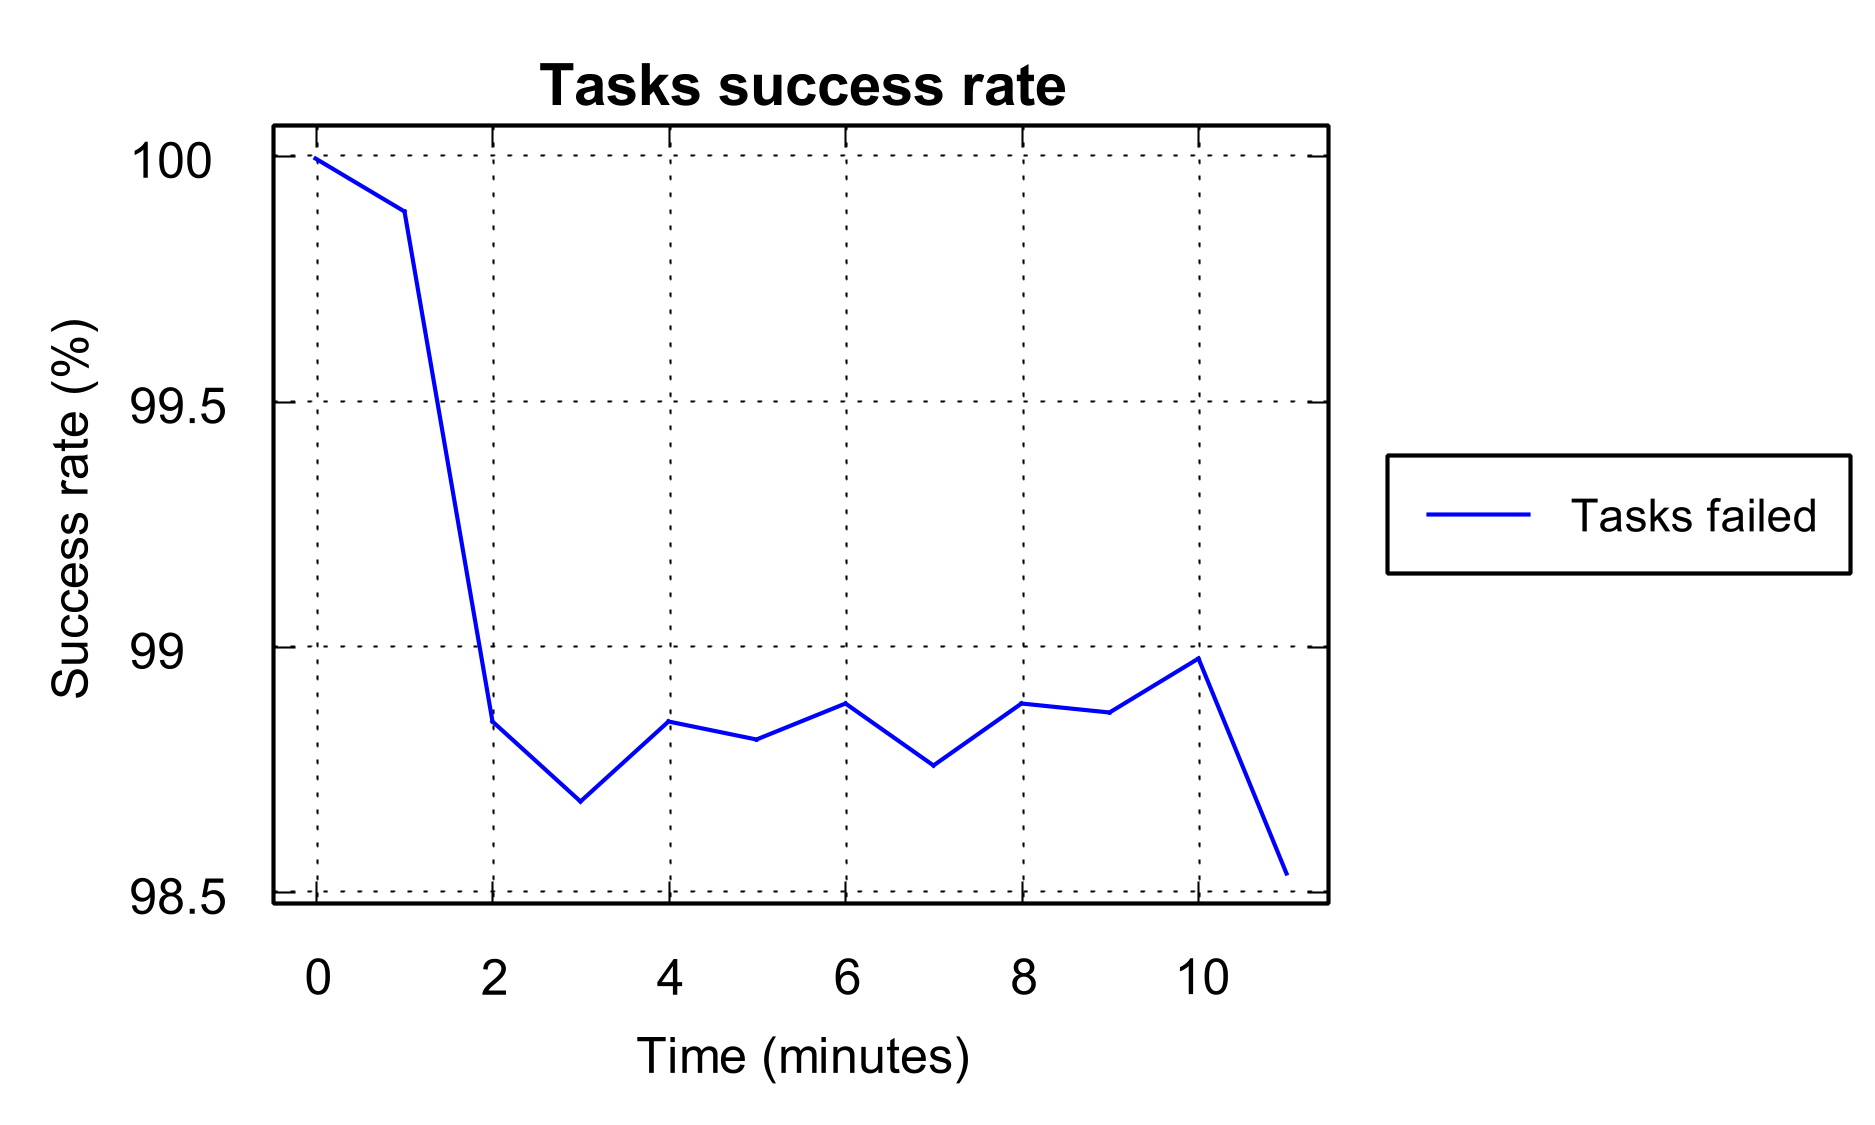 Tasks success rate
100
99.5
99
98.5
Success rate (%)
0 2 4 6 8 10
Time (minutes)
Tasks failed